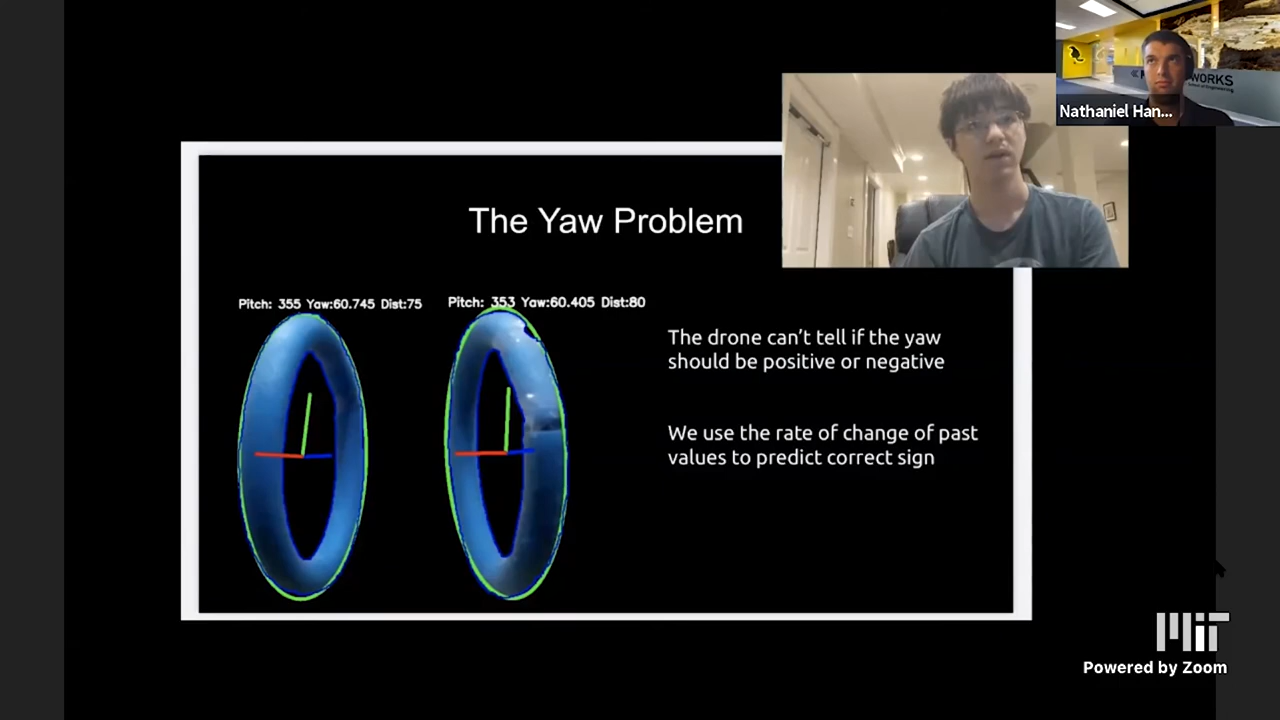 WORKS
Nathaniel Han...
The Yaw Problem
Pitch: 355 Yaw:60.745 Dist:75
Pitch: 353 Yaw:60.405 Dist:80
The drone can't tell if the yaw
should be positive or negative
We use the rate of change of past
values to predict correct sign
MIT
Powered by Zoom